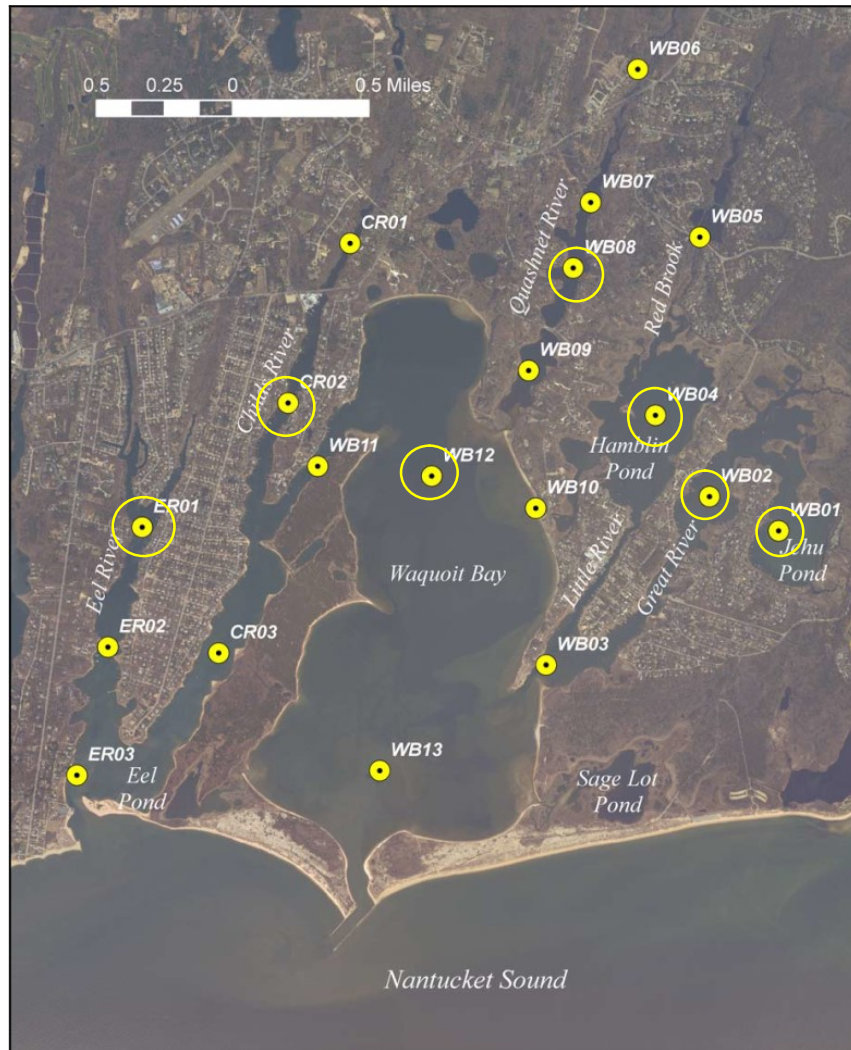 WB06
0.5 0.25 0 0.5 Miles
WB07
CR01
WB05
WB08
Quashnet River
Red Brook
WB09
Childs River
CR02
WB04
Hamblin
Pond
WB11
WB12
WB02
WB10
WB01
Jehu
Pond
ER01
Eel River
Waquoit Bay
Little River
Great River
ER02
CR03
WB03
ER03
Eel
Pond
WB13
Sage Lot
Pond
Nantucket Sound